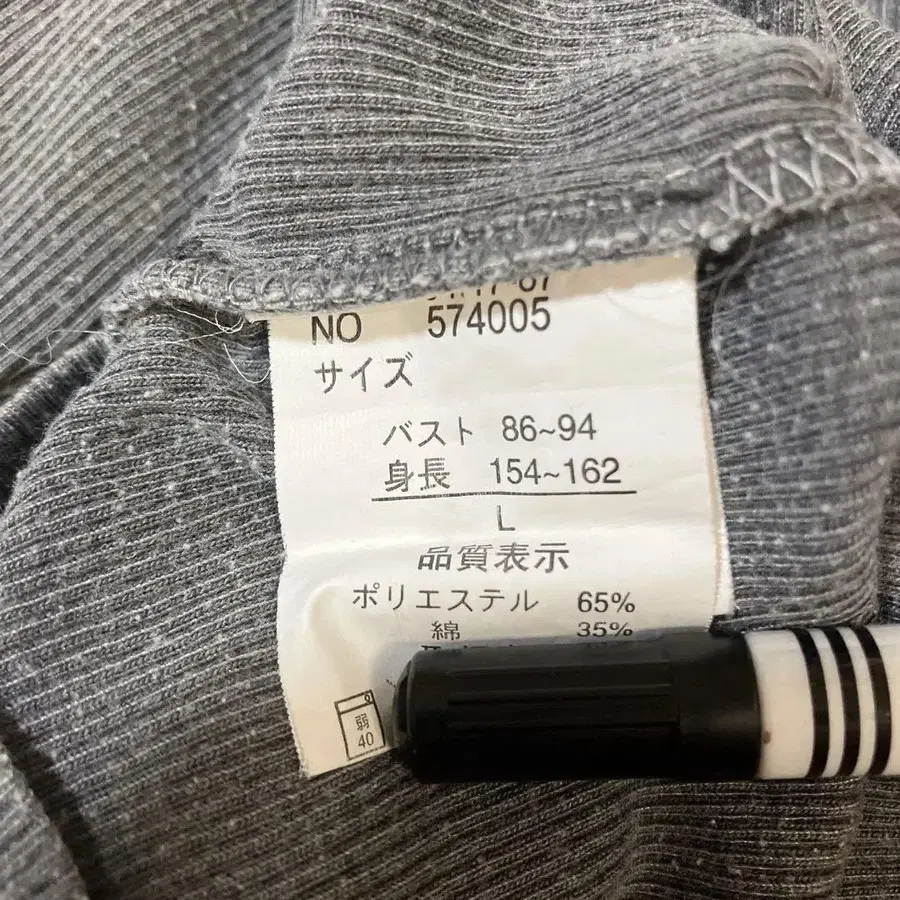 NO 574005
サイズ
バスト 86~94
身長 154~162
L
品質表示
ポリエステル 65%
綿 35%
弱
40